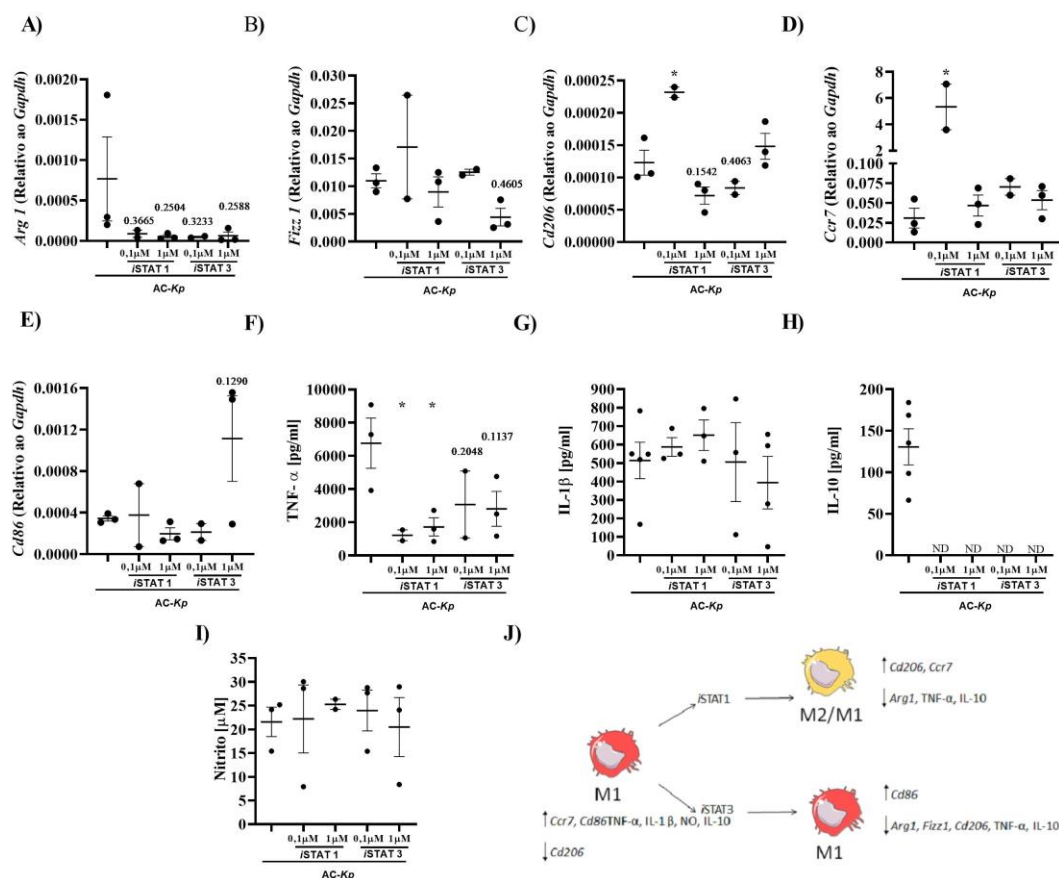 A)
B)
C)
D)
Arg 1 (Relativo ao Gapdh)
0.0020
0.0015
0.0010
0.0005
0.0000
0.3665
0.2504
0.3233
0.2588
0,1µM 1µM 0,1µM 1µM
iSTAT 1 iSTAT 3
AC-Kp
Fizz 1 (Relativo ao Gapdh)
0.030
0.025
0.020
0.015
0.010
0.005
0.000
0.4605
0,1µM 1µM 0,1µM 1µM
iSTAT 1 iSTAT 3
AC-Kp
Cd206 (Relativo ao Gapdh)
0.00025
0.00020
0.00015
0.00010
0.00005
0.00000
*
0.1542
0.4063
0,1µM 1µM 0,1µM 1µM
iSTAT 1 iSTAT 3
AC-Kp
Ccr7 (Relativo ao Gapdh)
8
6
4
2
0.100
0.075
0.050
0.025
0.000
*
0,1µM 1µM 0,1µM 1µM
iSTAT 1 iSTAT 3
AC-Kp
E)
F)
G)
H)
Cd86 (Relativo ao Gapdh)
0.0016
0.0012
0.0008
0.0004
0.0000
0.1290
0,1µM 1µM 0,1µM 1µM
iSTAT 1 iSTAT 3
AC-Kp
TNF- α [pg/ml]
10000
8000
6000
4000
2000
0
* *
0.2048
0.1137
0,1µM 1µM 0,1µM 1µM
iSTAT 1 iSTAT 3
AC-Kp
IL-1β [pg/ml]
900
800
700
600
500
400
300
200
100
0
0,1µM 1µM 0,1µM 1µM
iSTAT 1 iSTAT 3
AC-Kp
IL-10 [pg/ml]
200
150
100
50
0
ND ND ND ND
0,1µM 1µM 0,1µM 1µM
iSTAT 1 iSTAT 3
AC-Kp
I)
J)
Nitrito [µM]
35
30
25
20
15
10
5
0
0,1µM 1µM 0,1µM 1µM
iSTAT 1 iSTAT 3
AC-Kp
M1
↑ Ccr7, Cd86TNF-α, IL-1β, NO, IL-10
↓ Cd206
iSTAT1
M2/M1
↑ Cd206, Ccr7
↓ Arg1, TNF-α, IL-10
iSTAT3
M1
↑ Cd86
↓ Arg1, Fizz1, Cd206, TNF-α, IL-10